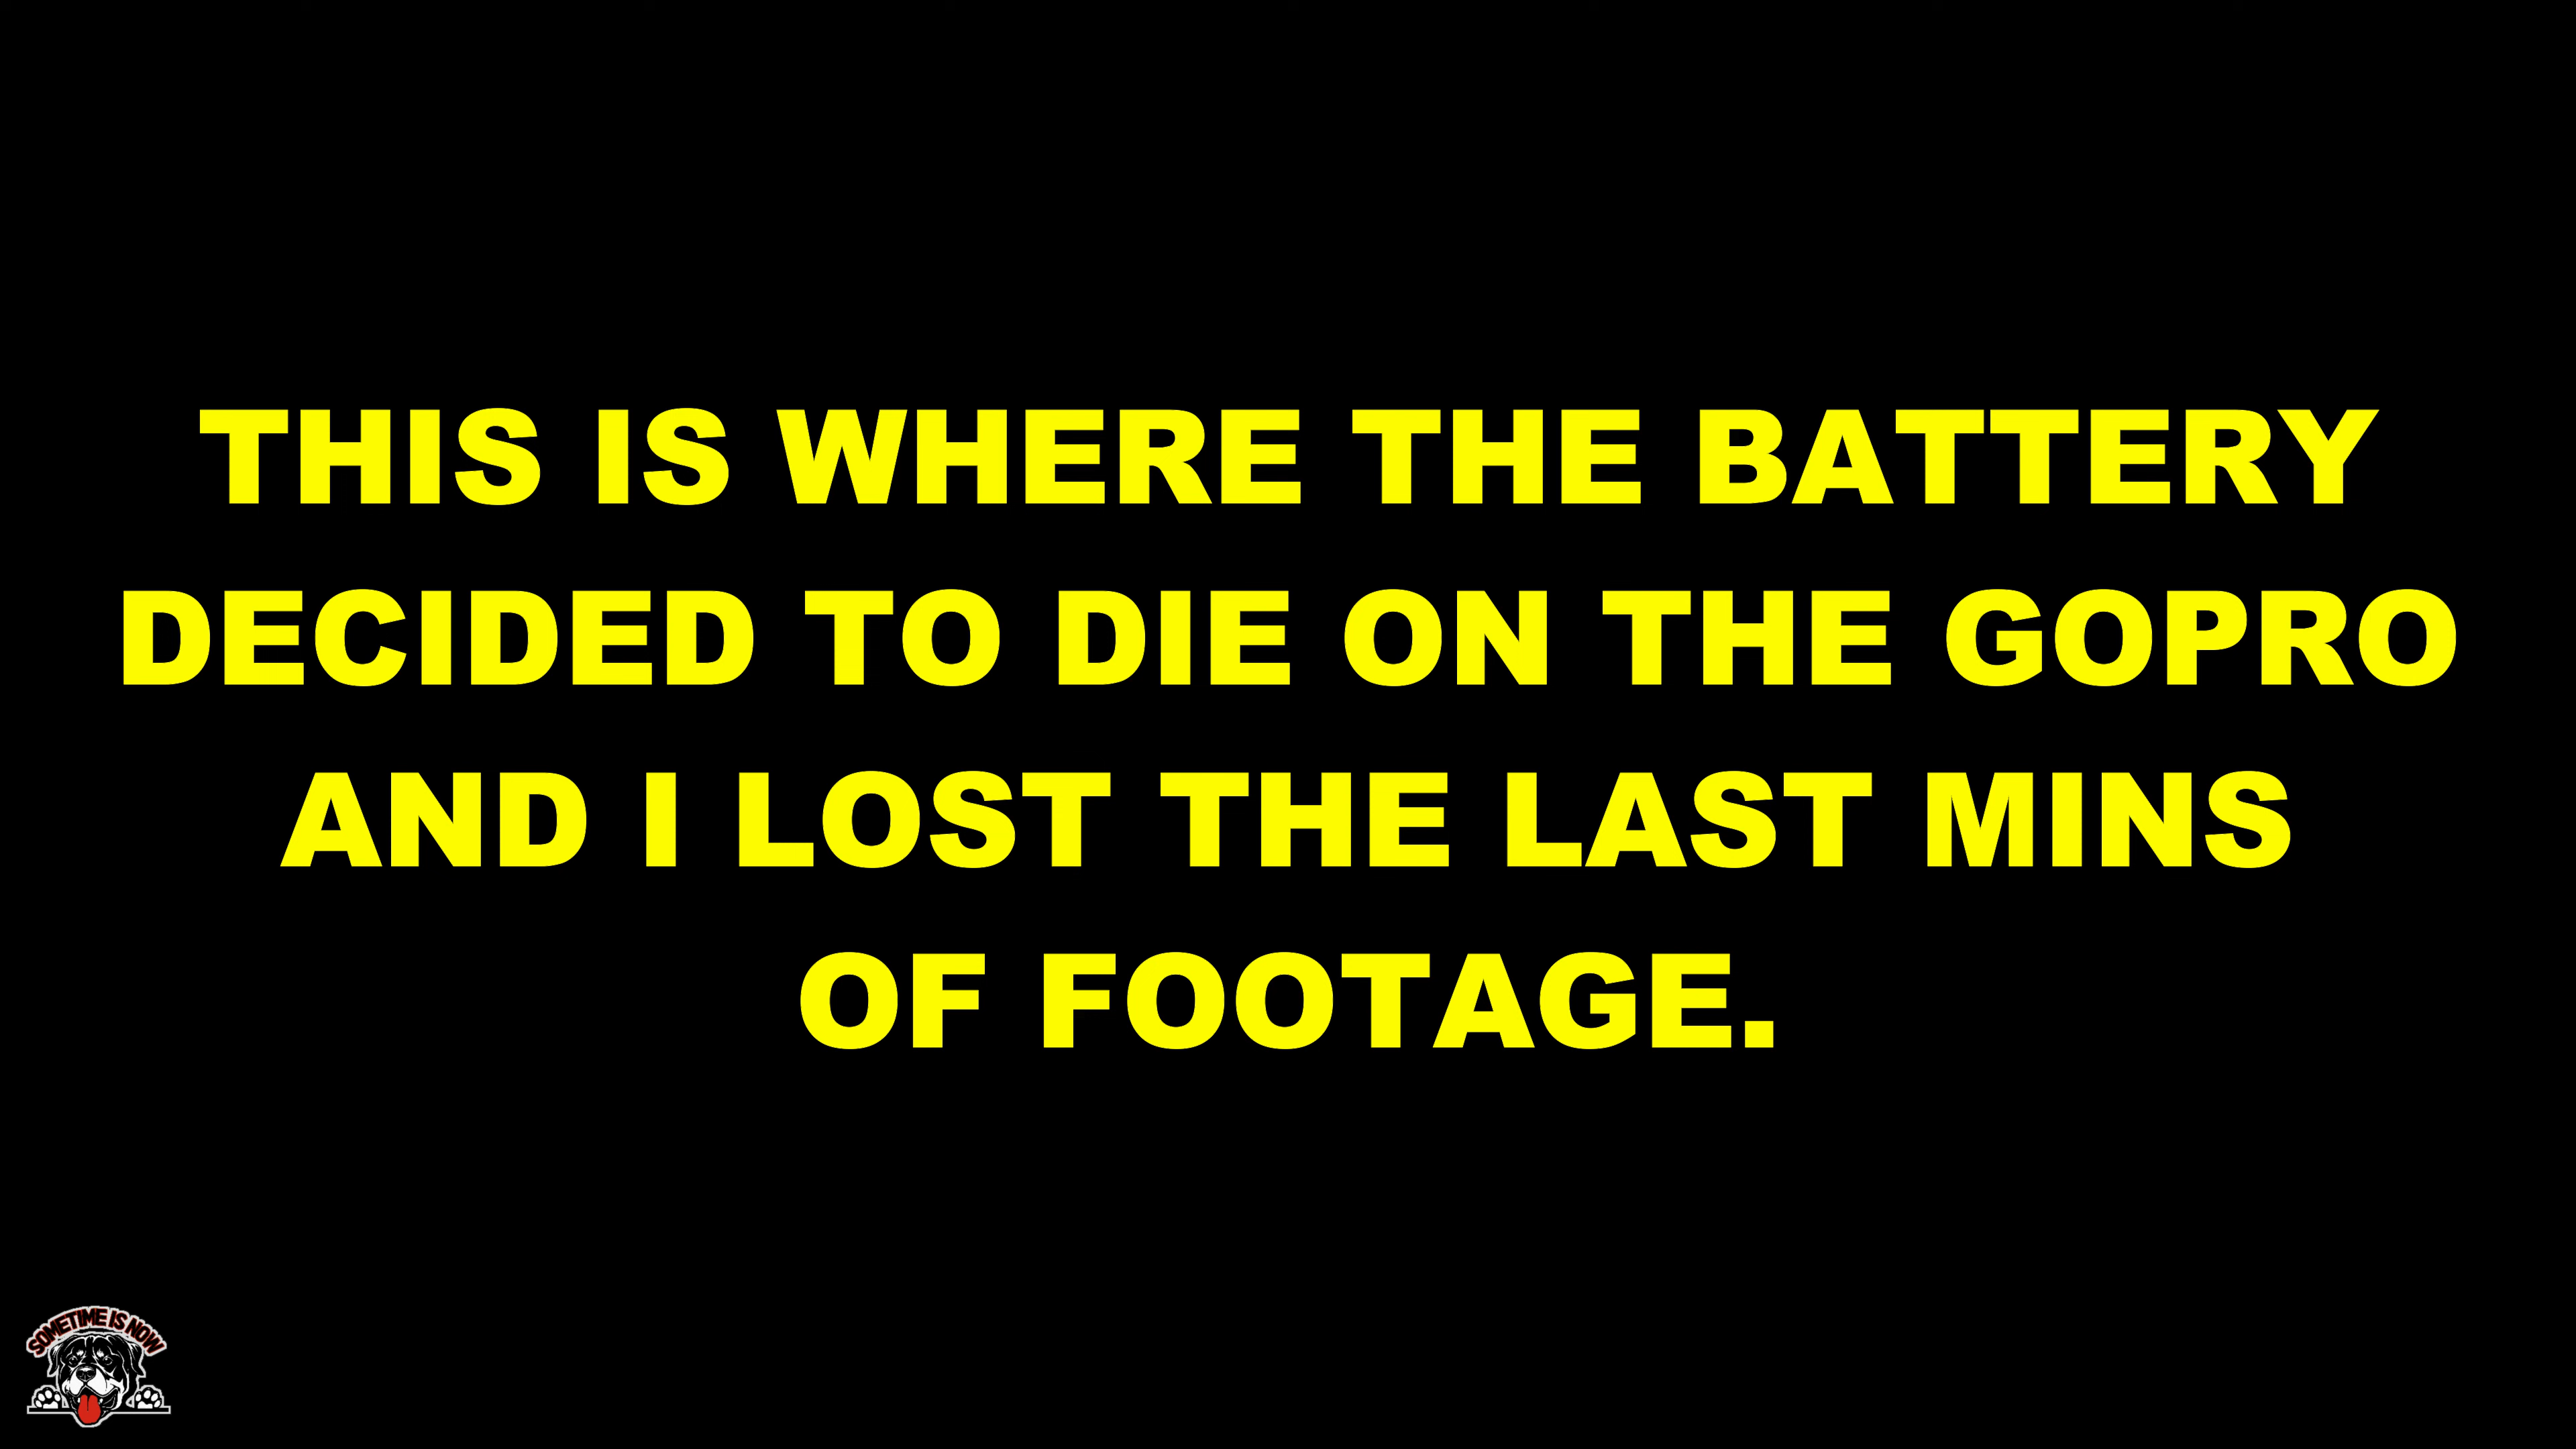 THIS IS WHERE THE BATTERY
DECIDED TO DIE ON THE GOPRO
AND I LOST THE LAST MINS
OF FOOTAGE.
SOMETIME IS NOW